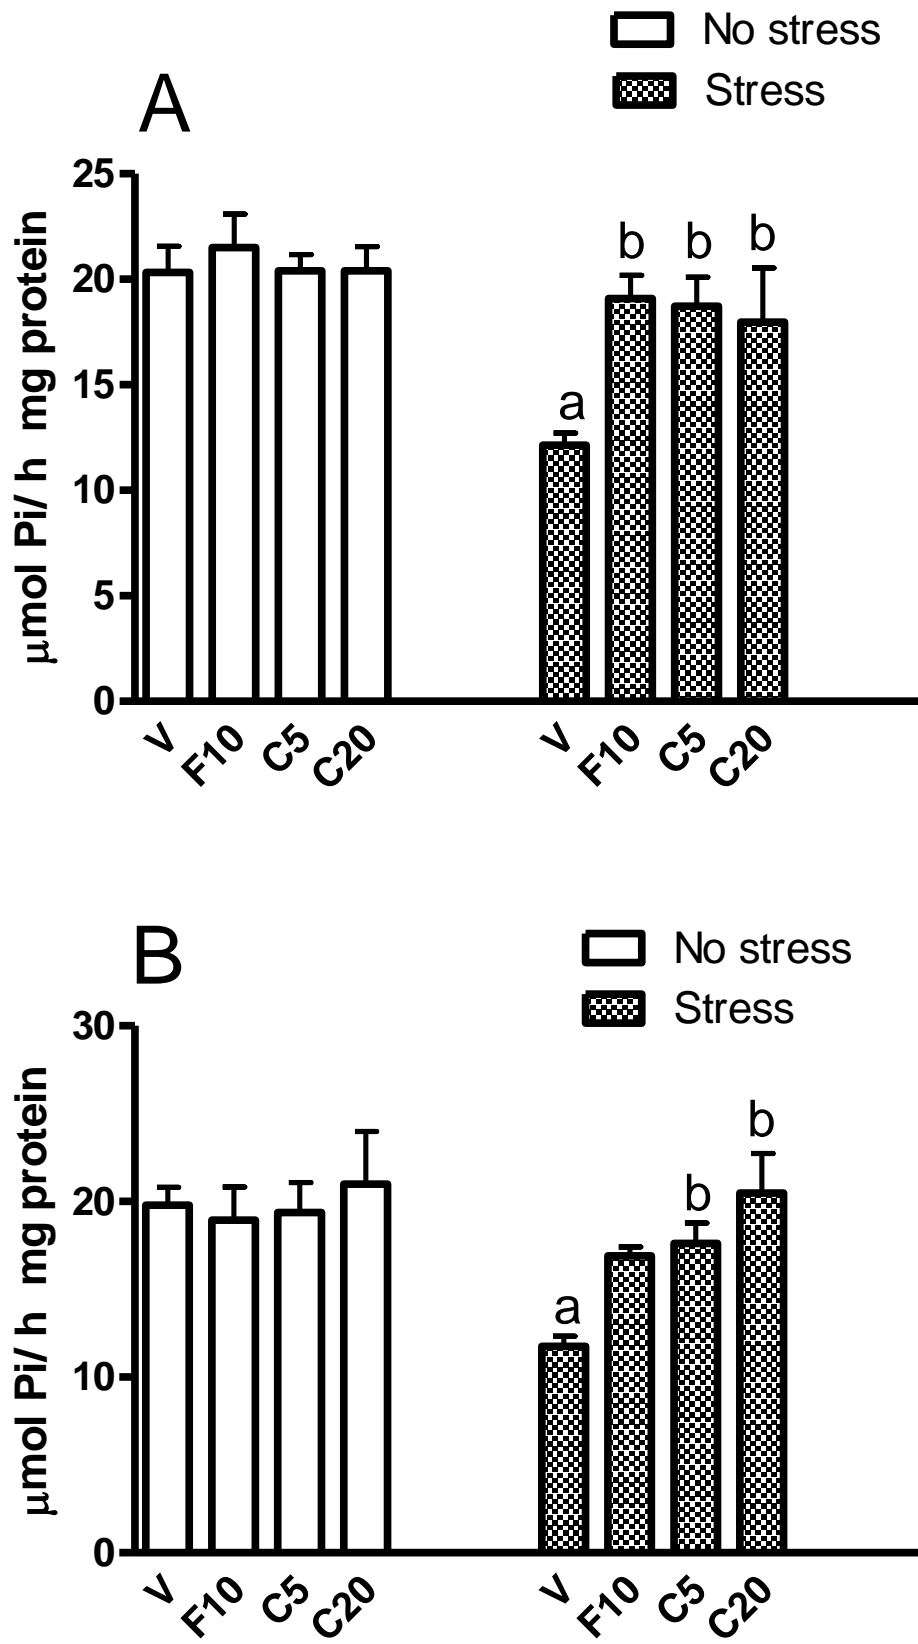 No stress
Stress
A
25
20
15
10
5
0
μmol Pi/ h mg protein
a
b
b
b
V
F10
C5
C20
V
F10
C5
C20
B
No stress
Stress
30
20
10
0
μmol Pi/ h mg protein
a
b
b
V
F10
C5
C20
V
F10
C5
C20